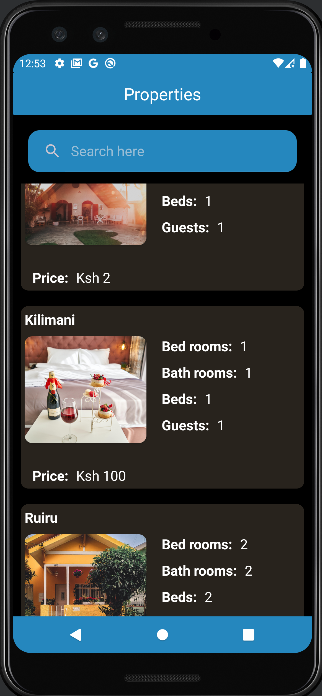 12:53
Properties
Search here
Beds: 1
Guests: 1
Price: Ksh 2
Kilimani
Bed rooms: 1
Bath rooms: 1
Beds: 1
Guests: 1
Price: Ksh 100
Ruiru
Bed rooms: 2
Bath rooms: 2
Beds: 2